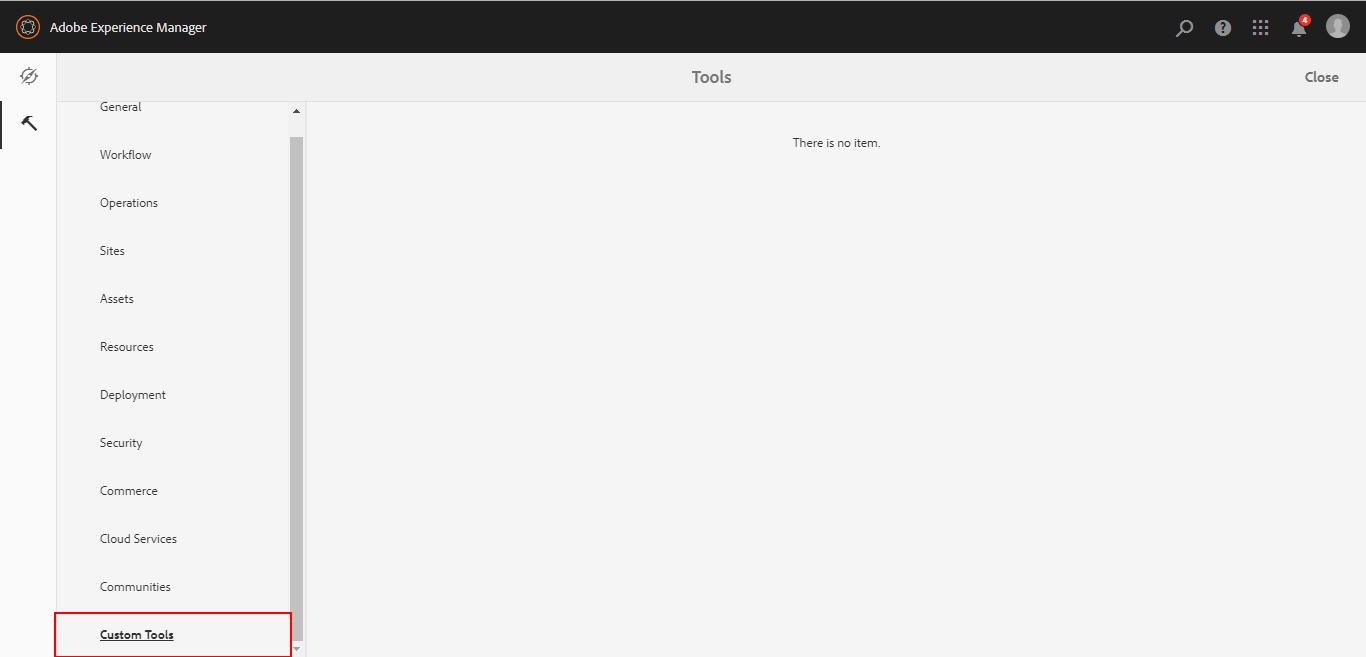 Adobe Experience Manager
4
Tools
Close
General
Workflow
Operations
Sites
Assets
Resources
Deployment
Security
Commerce
Cloud Services
Communities
Custom Tools
There is no item.